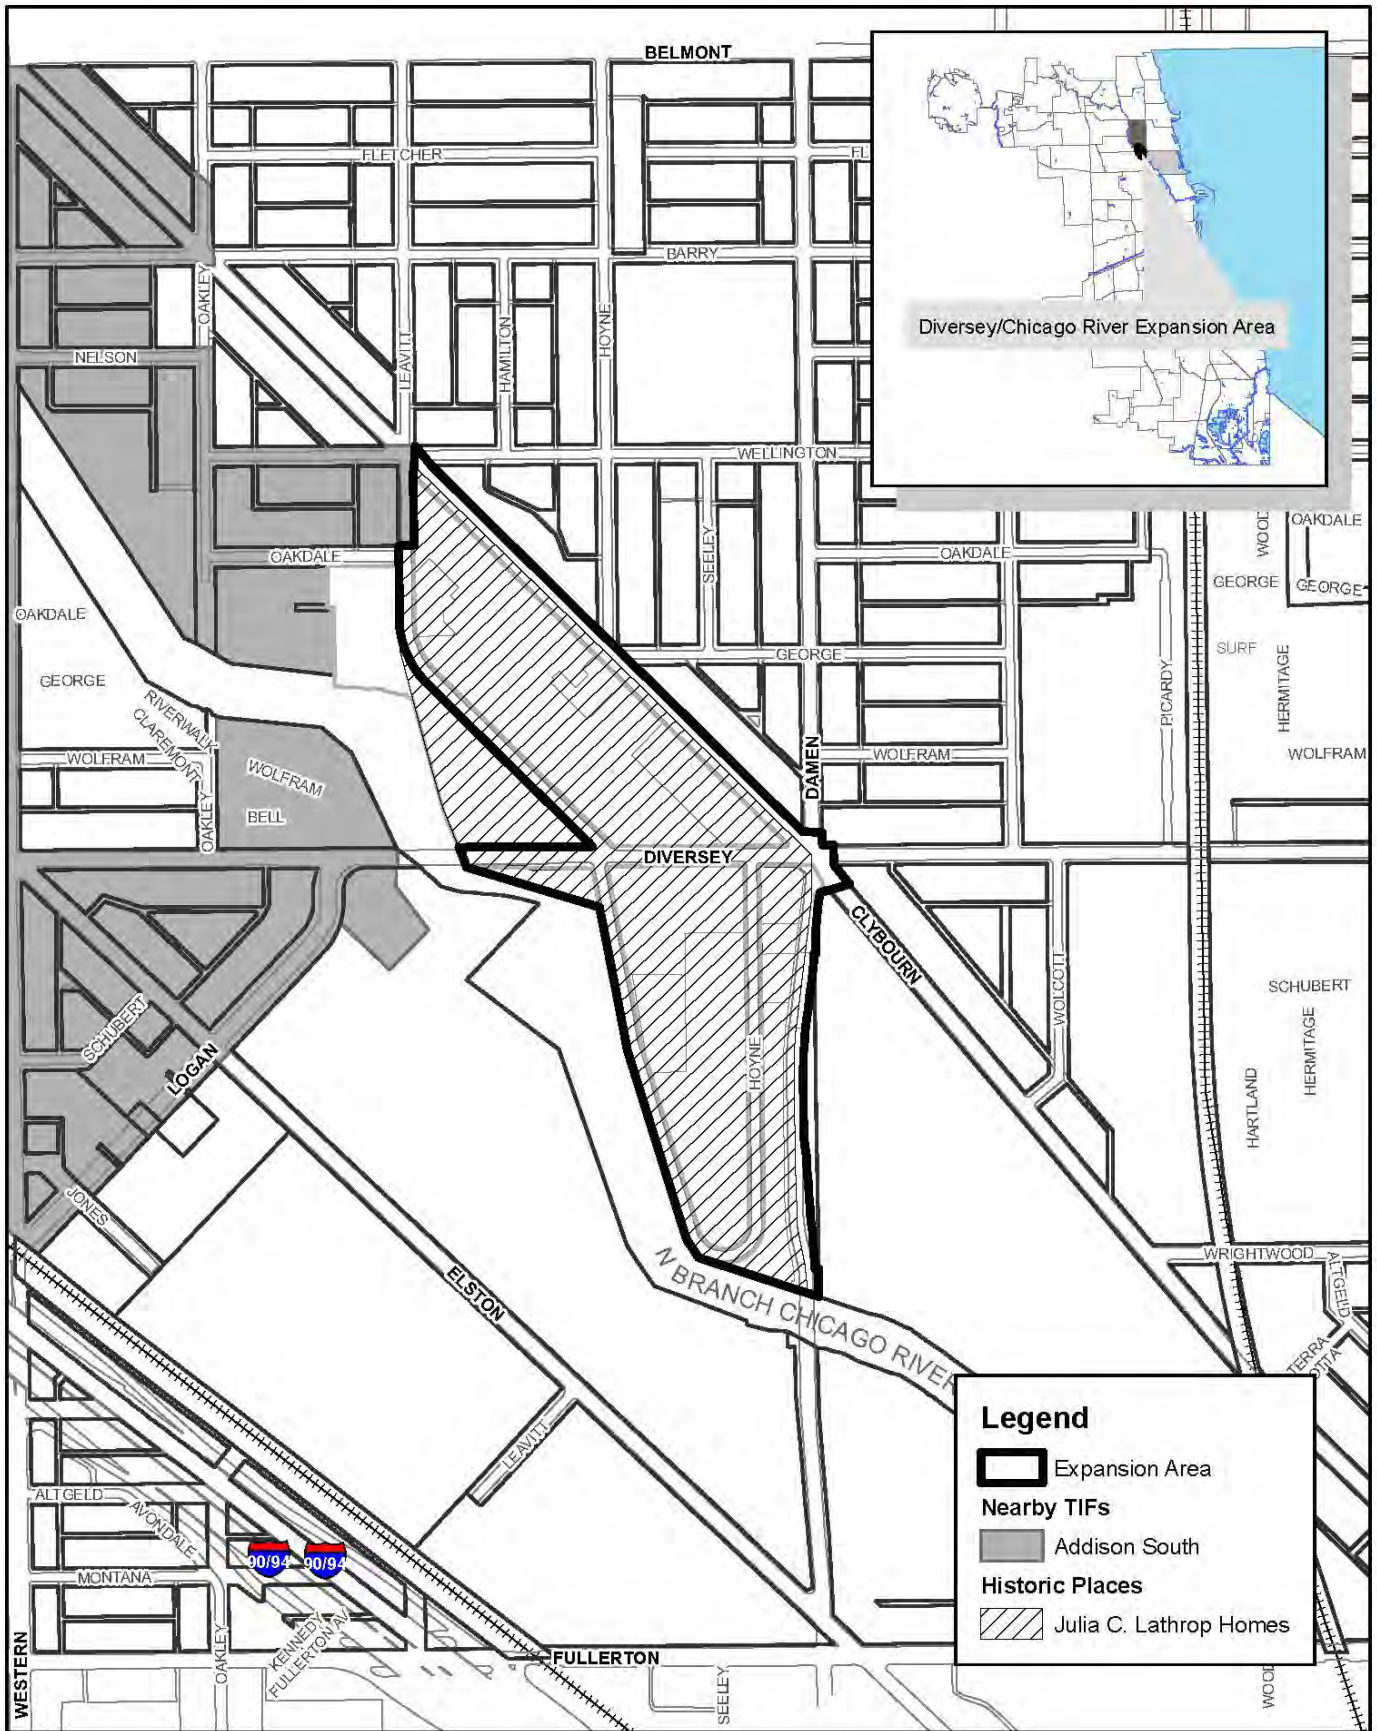 BELMONT
FLETCHER
FL
BARRY
OAKLEY
LEAVITT
HAMILTON
HOYNE
NELSON
WELLINGTON
Diversey/Chicago River Expansion Area
OAKDALE
SEELEY
OAKDALE
WOOD
OAKDALE
GEORGE
GEORGE
OAKDALE
GEORGE
SURF
HERMITAGE
GEORGE
PICARDY
RIVERWALK
CLAREMONT
WOLFRAM
WOLFRAM
BELL
OAKLEY
DAMEN
WOLFRAM
WOLFRAM
DIVERSEY
CLYBOURN
WOLCOTT
SCHUBERT
HERMITAGE
SCHUBERT
LOGAN
HOYNE
HARTLAND
JONES
WRIGHTWOOD
ALTGELD
ELSTON
N BRANCH CHICAGO RIVER
TERRA
LEAVITT
ALTGELD
AVONDALE
90/94
90/94
MONTANA
WESTERN
OAKLEY
KENNEDY
FULLERTON AV
FULLERTON
SEELEY
WOOD
Legend
Expansion Area
Nearby TIFs
Addison South
Historic Places
Julia C. Lathrop Homes